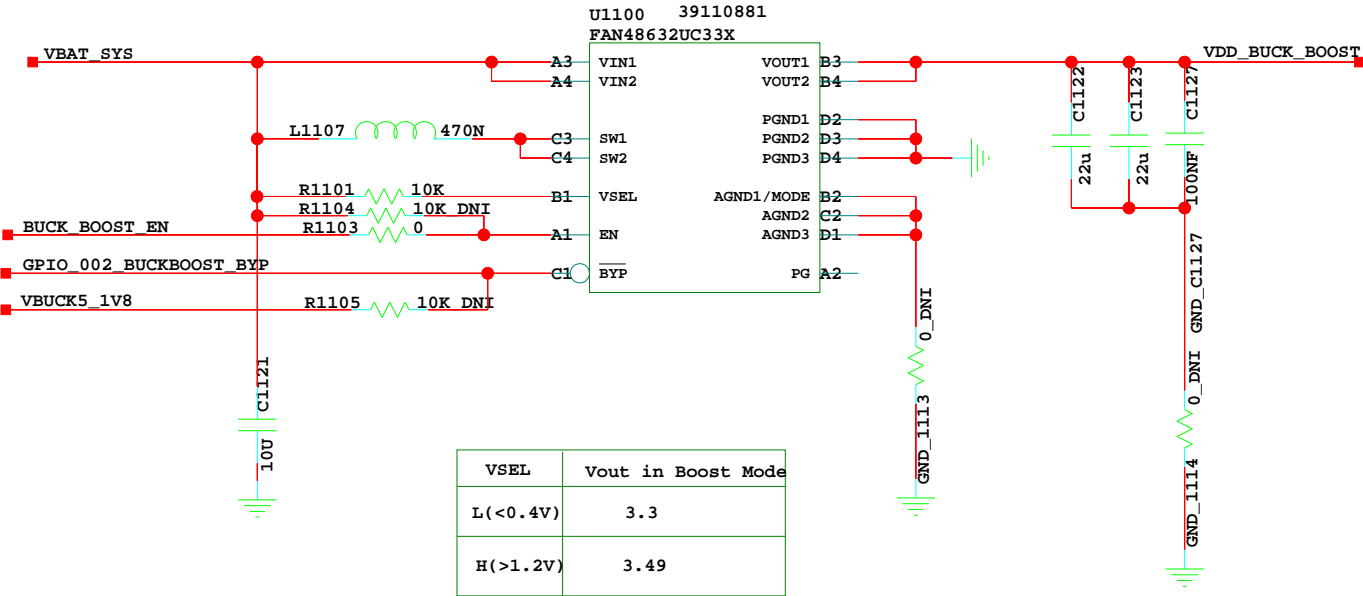 U1100 39110881
FAN48632UC33X
VBAT_SYS
A3 VIN1 VOUT1 B3
VDD_BUCK_BOOST
A4 VIN2 VOUT2 B4
C1122
C1123
C1127
PGND1 D2
L1107 470N C3 SW1 PGND2 D3
C4 SW2 PGND3 D4
22u
22u
100NF
R1101 10K B1 VSEL AGND1/MODE B2
R1104 10K_DNI AGND2 C2
BUCK_BOOST_EN R1103 0 A1 EN AGND3 D1
GPIO_002_BUCKBOOST_BYP C1 BYP PG A2
VBUCK5_1V8 R1105 10K_DNI
GND_C1127
0_DNI
C1121
0_DNI
GND_1113
10U
GND_1114
VSEL Vout in Boost Mode
L(<0.4V) 3.3
H(>1.2V) 3.49